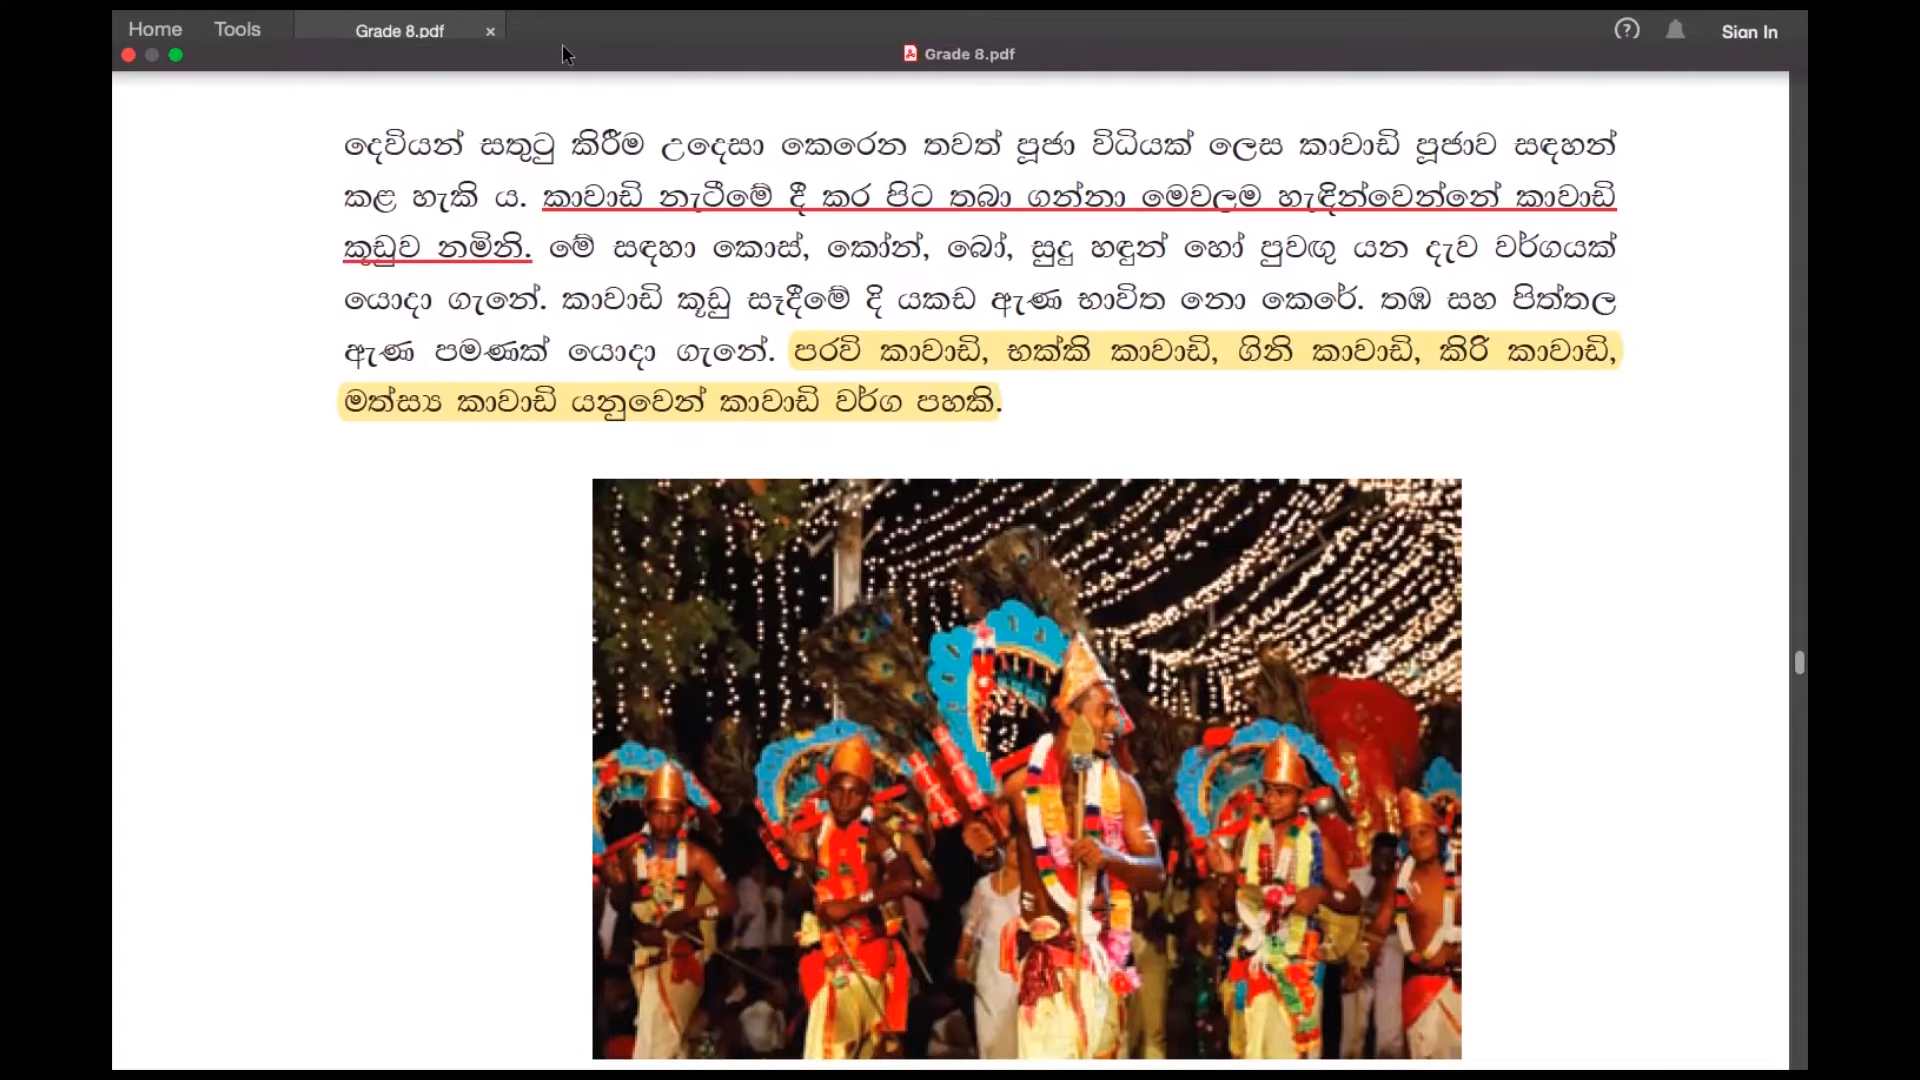 Home Tools Grade 8.pdf × ? Sign In
Grade 8.pdf
දෙවියන් සතුටු කිරීම උදෙසා කෙරෙන තවත් පූජා විධියක් ලෙස කාවාඩි පූජාව සඳහන්
කළ හැකි ය. කාවාඩි නැටීමේ දී කර පිට තබා ගන්නා මෙවලම හැඳින්වෙන්නේ කාවාඩි
කූඩුව නමිනි. මේ සඳහා කොස්, කෝන්, බෝ, සුදු හඳුන් හෝ පුවඟු යන දැව වර්ගයක්
යොදා ගැනේ. කාවාඩි කූඩු සෑදීමේ දි යකඩ ඇණ භාවිත නො කෙරේ. තඹ සහ පිත්තල
ඇණ පමණක් යොදා ගැනේ. පරවි කාවාඩි, භක්කි කාවාඩි, ගිනි කාවාඩි, කිරි කාවාඩි,
මත්ස්‍ය කාවාඩි යනුවෙන් කාවාඩි වර්ග පහකි.